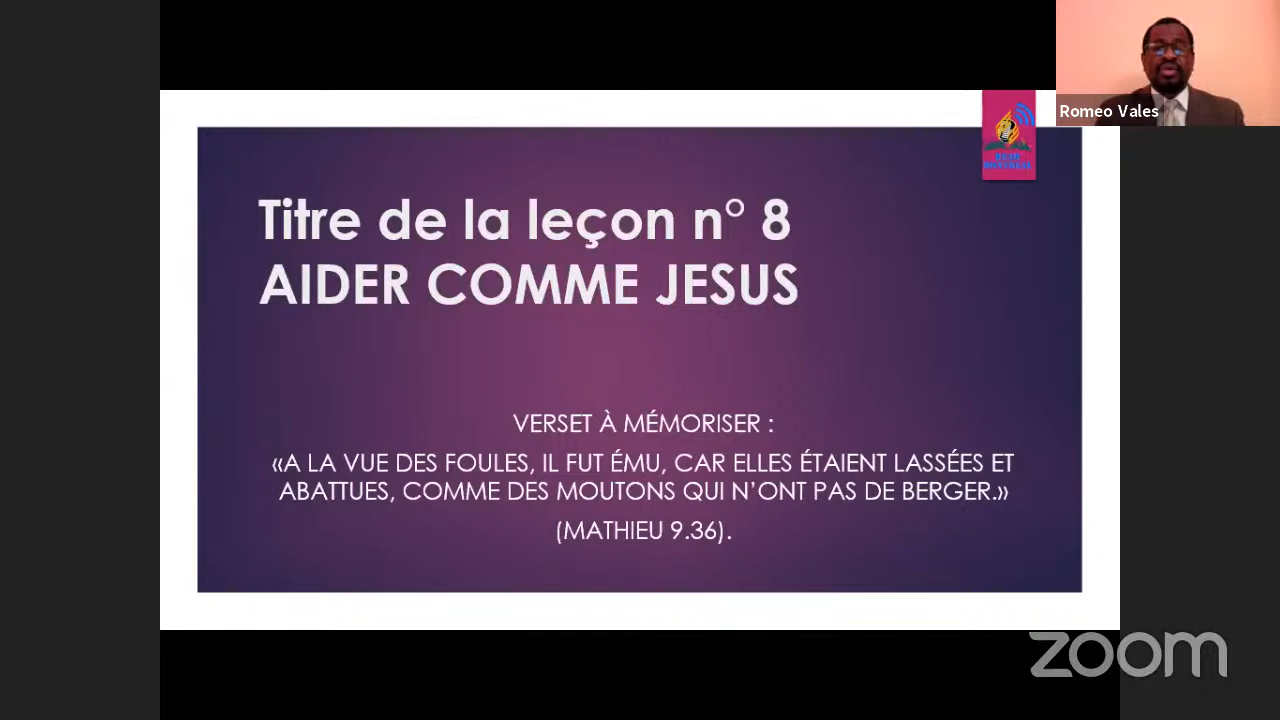 Romeo Vales
Titre de la leçon n° 8
AIDER COMME JESUS
VERSET À MÉMORISER :
«A LA VUE DES FOULES, IL FUT ÉMU, CAR ELLES ÉTAIENT LASSÉES ET
ABATTUES, COMME DES MOUTONS QUI N’ONT PAS DE BERGER.»
(MATHIEU 9.36).
zoom